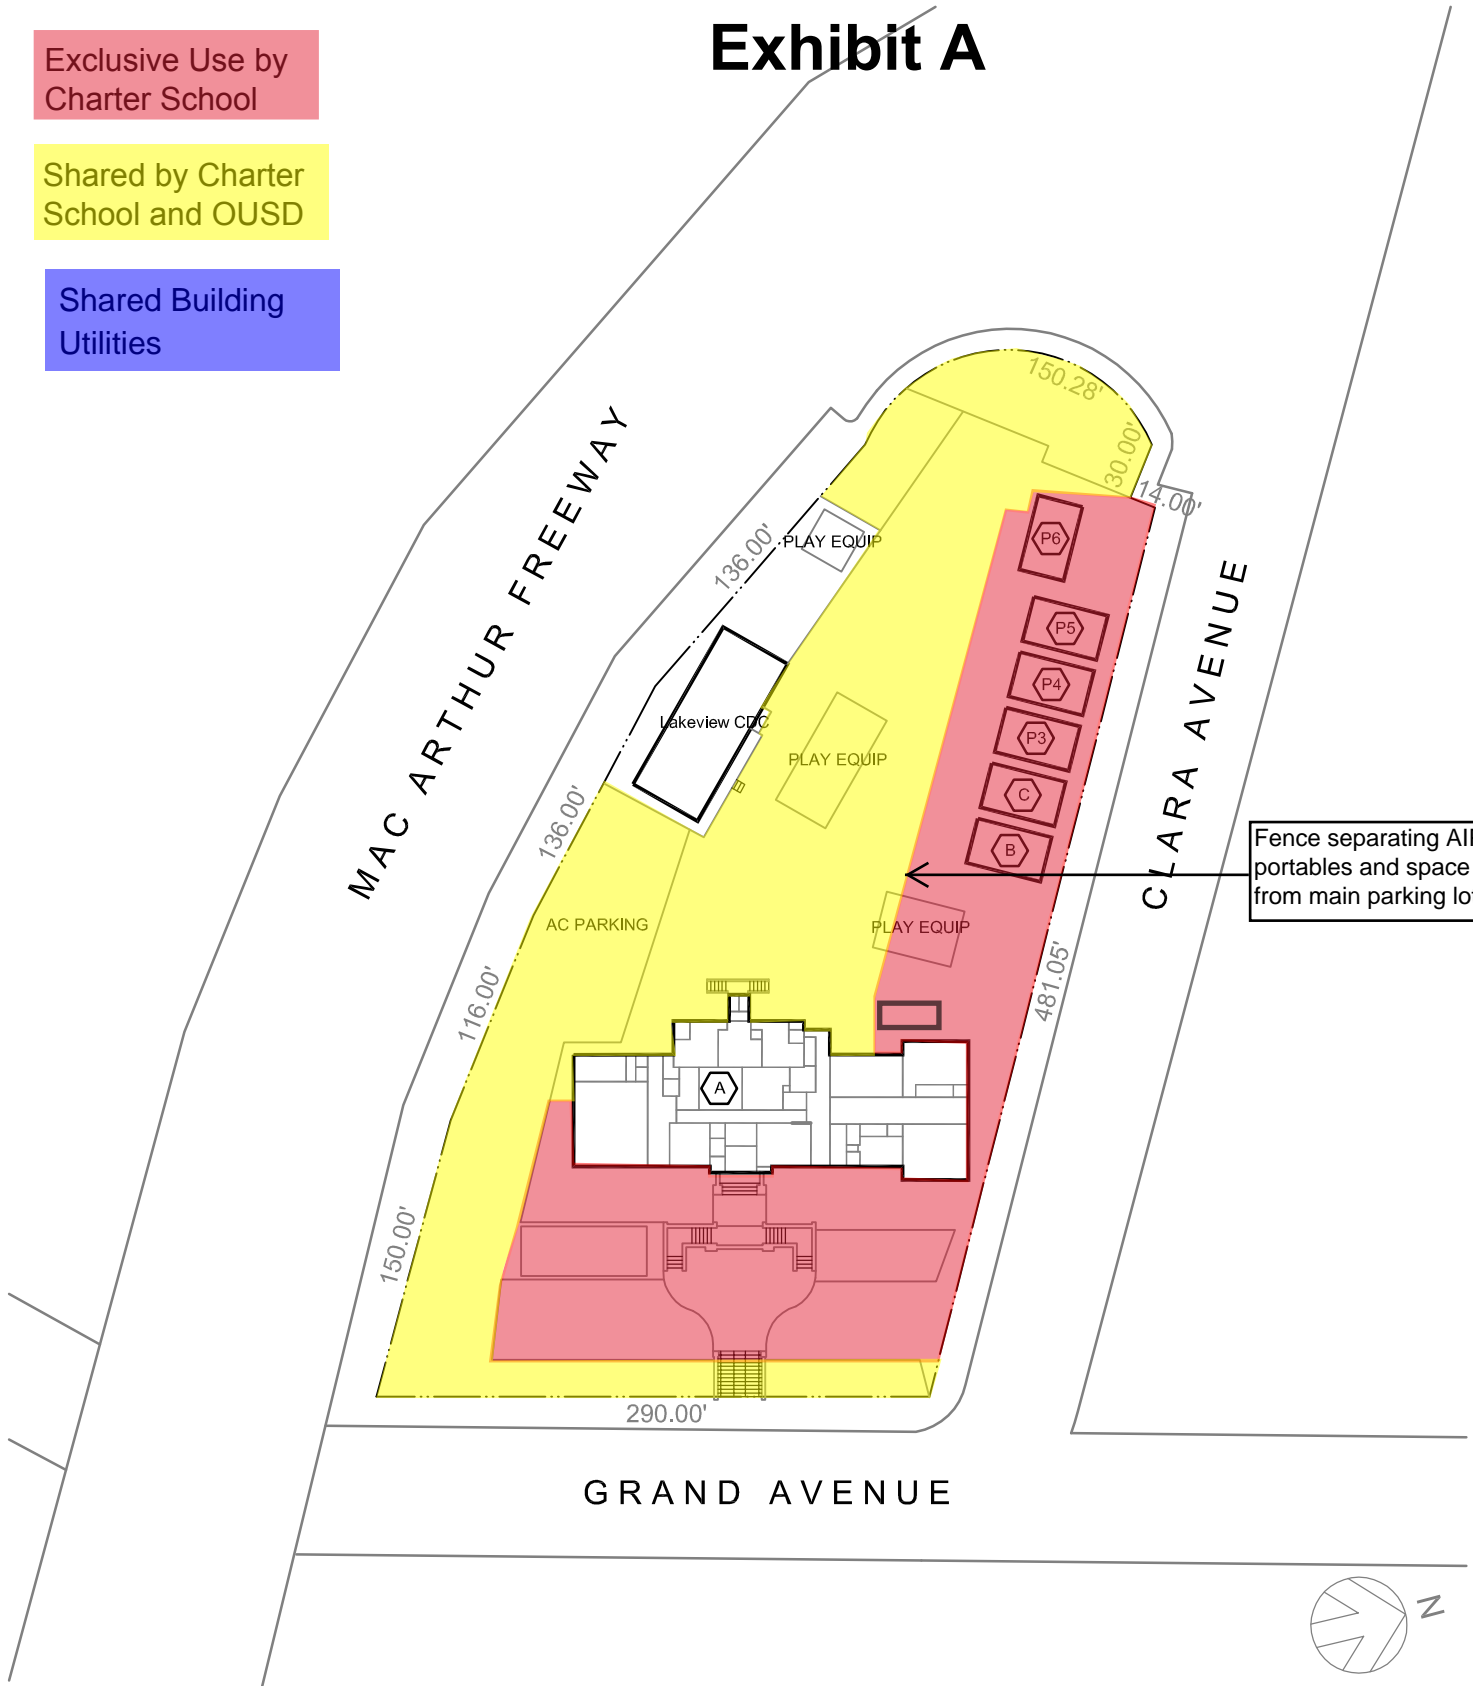 Exhibit A
Exclusive Use by
Charter School
Shared by Charter
School and OUSD
Shared Building
Utilities
150.28'
30.00'
14.00'
136.00'
PLAY EQUIP
P6
P5
P4
P3
C
B
MAC ARTHUR FREEWAY
Lakeview CDC
PLAY EQUIP
CLARA AVENUE
136.00'
Fence separating
portables and space
from main parking
AC PARKING
PLAY EQUIP
116.00'
481.05'
A
150.00'
290.00'
GRAND AVENUE
N